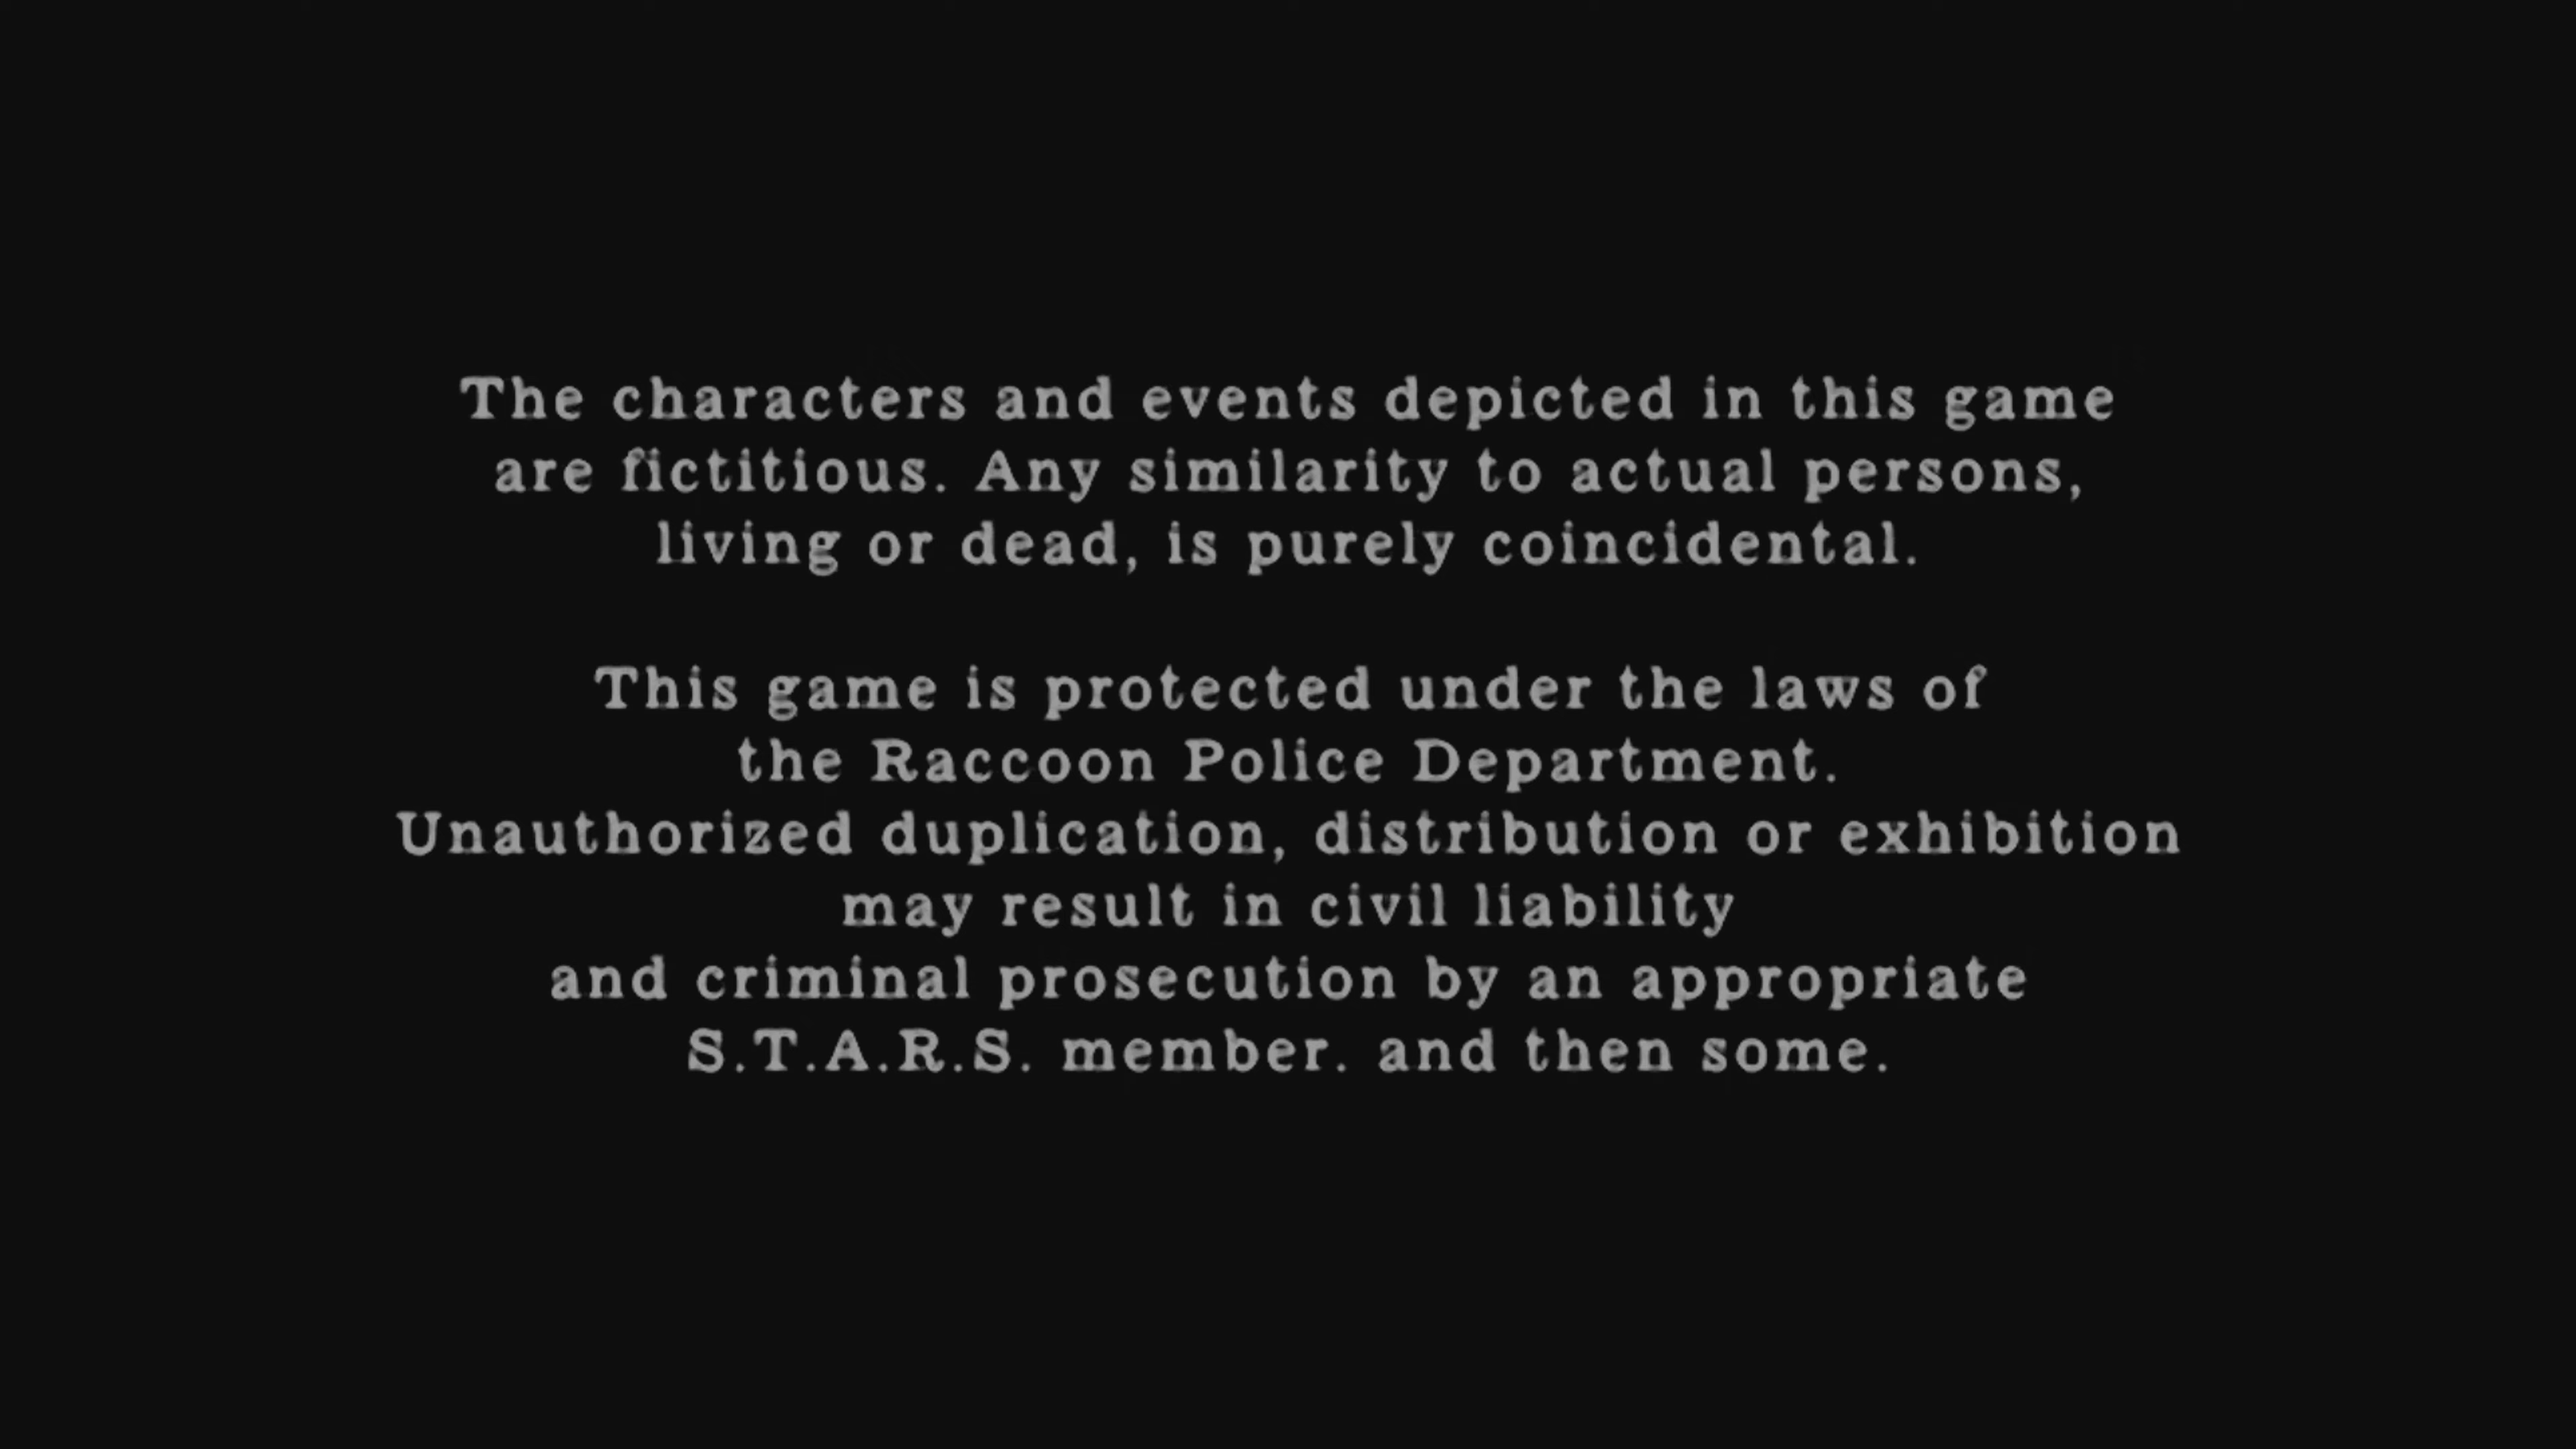 The characters and events depicted in this game
are fictitious. Any similarity to actual persons,
living or dead, is purely coincidental.
This game is protected under the laws of
the Raccoon Police Department.
Unauthorized duplication, distribution or exhibition
may result in civil liability
and criminal prosecution by an appropriate
S.T.A.R.S. member. and then some.